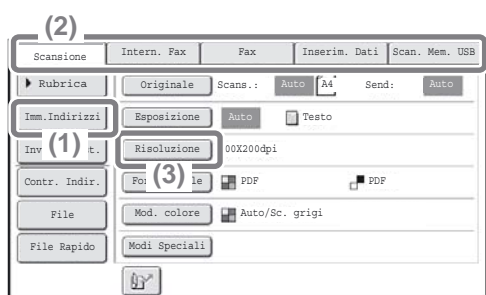 (2)
Scansione Intern. Fax Fax Inserim. Dati Scan. Mem. USB
Rubrica Originale Scans.: Auto A4 Send: Auto
Imm.Indirizzi Esposizione Auto Testo
(1) Risoluzione 00X200dpi
Contr. Indir. (3) PDF PDF
File Mod. colore Auto/Sc. grigi
File Rapido Modi Speciali